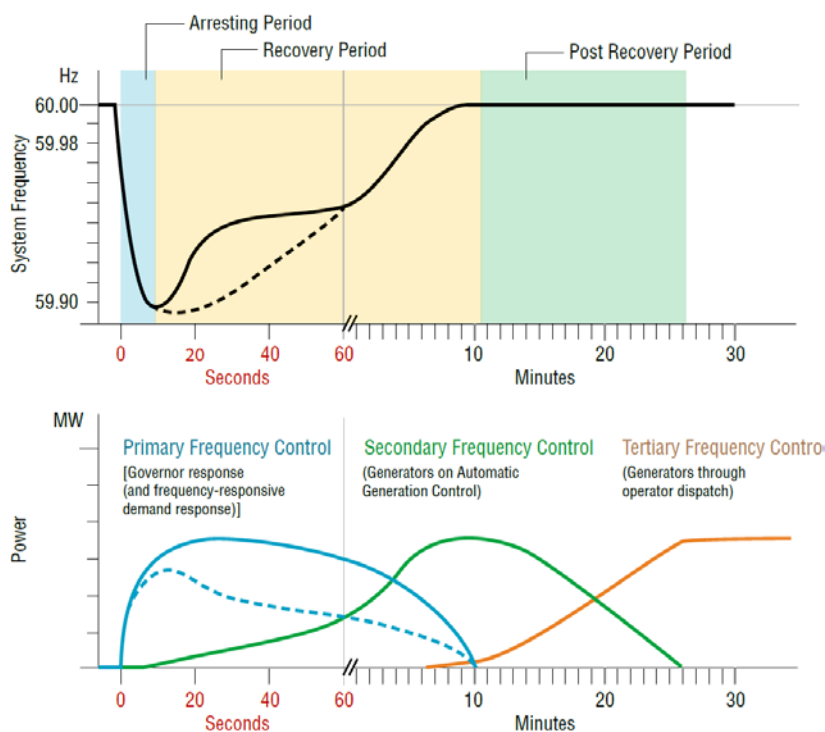 Arresting Period
Recovery Period
Post Recovery Period
Hz
60.00
59.98
59.90
System Frequency
0 20 40 60 10 20 30
Seconds Minutes
MW
Primary Frequency Control
[Governor response
(and frequency-responsive
demand response)]
Secondary Frequency Control
(Generators on Automatic
Generation Control)
Tertiary Frequency Contro
(Generators through
operator dispatch)
Power
0 20 40 60 10 20 30
Seconds Minutes